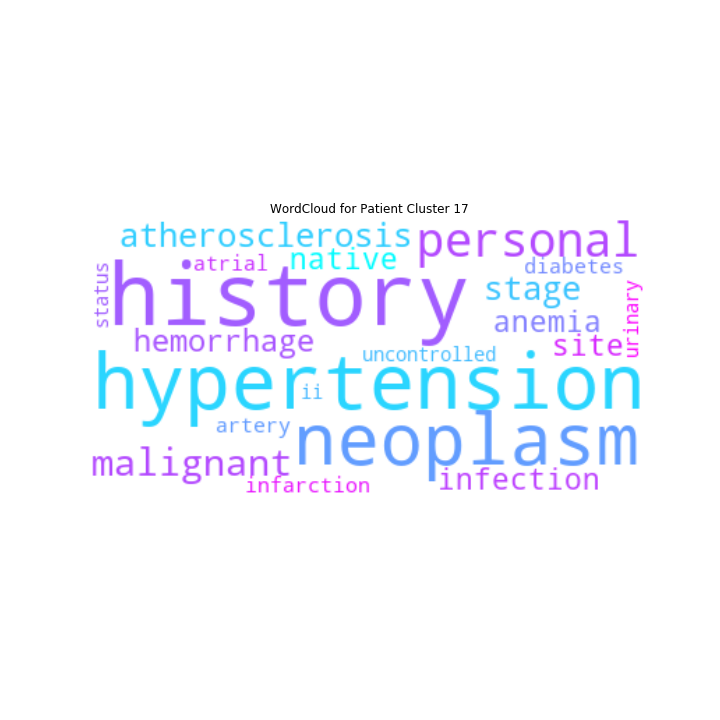 WordCloud for Patient Cluster 17
atherosclerosis
personal
native
atrial
diabetes
status
history
stage
urinary
anemia
hemorrhage
site
uncontrolled
hypertension
ii
artery
neoplasm
malignant
infection
infarction